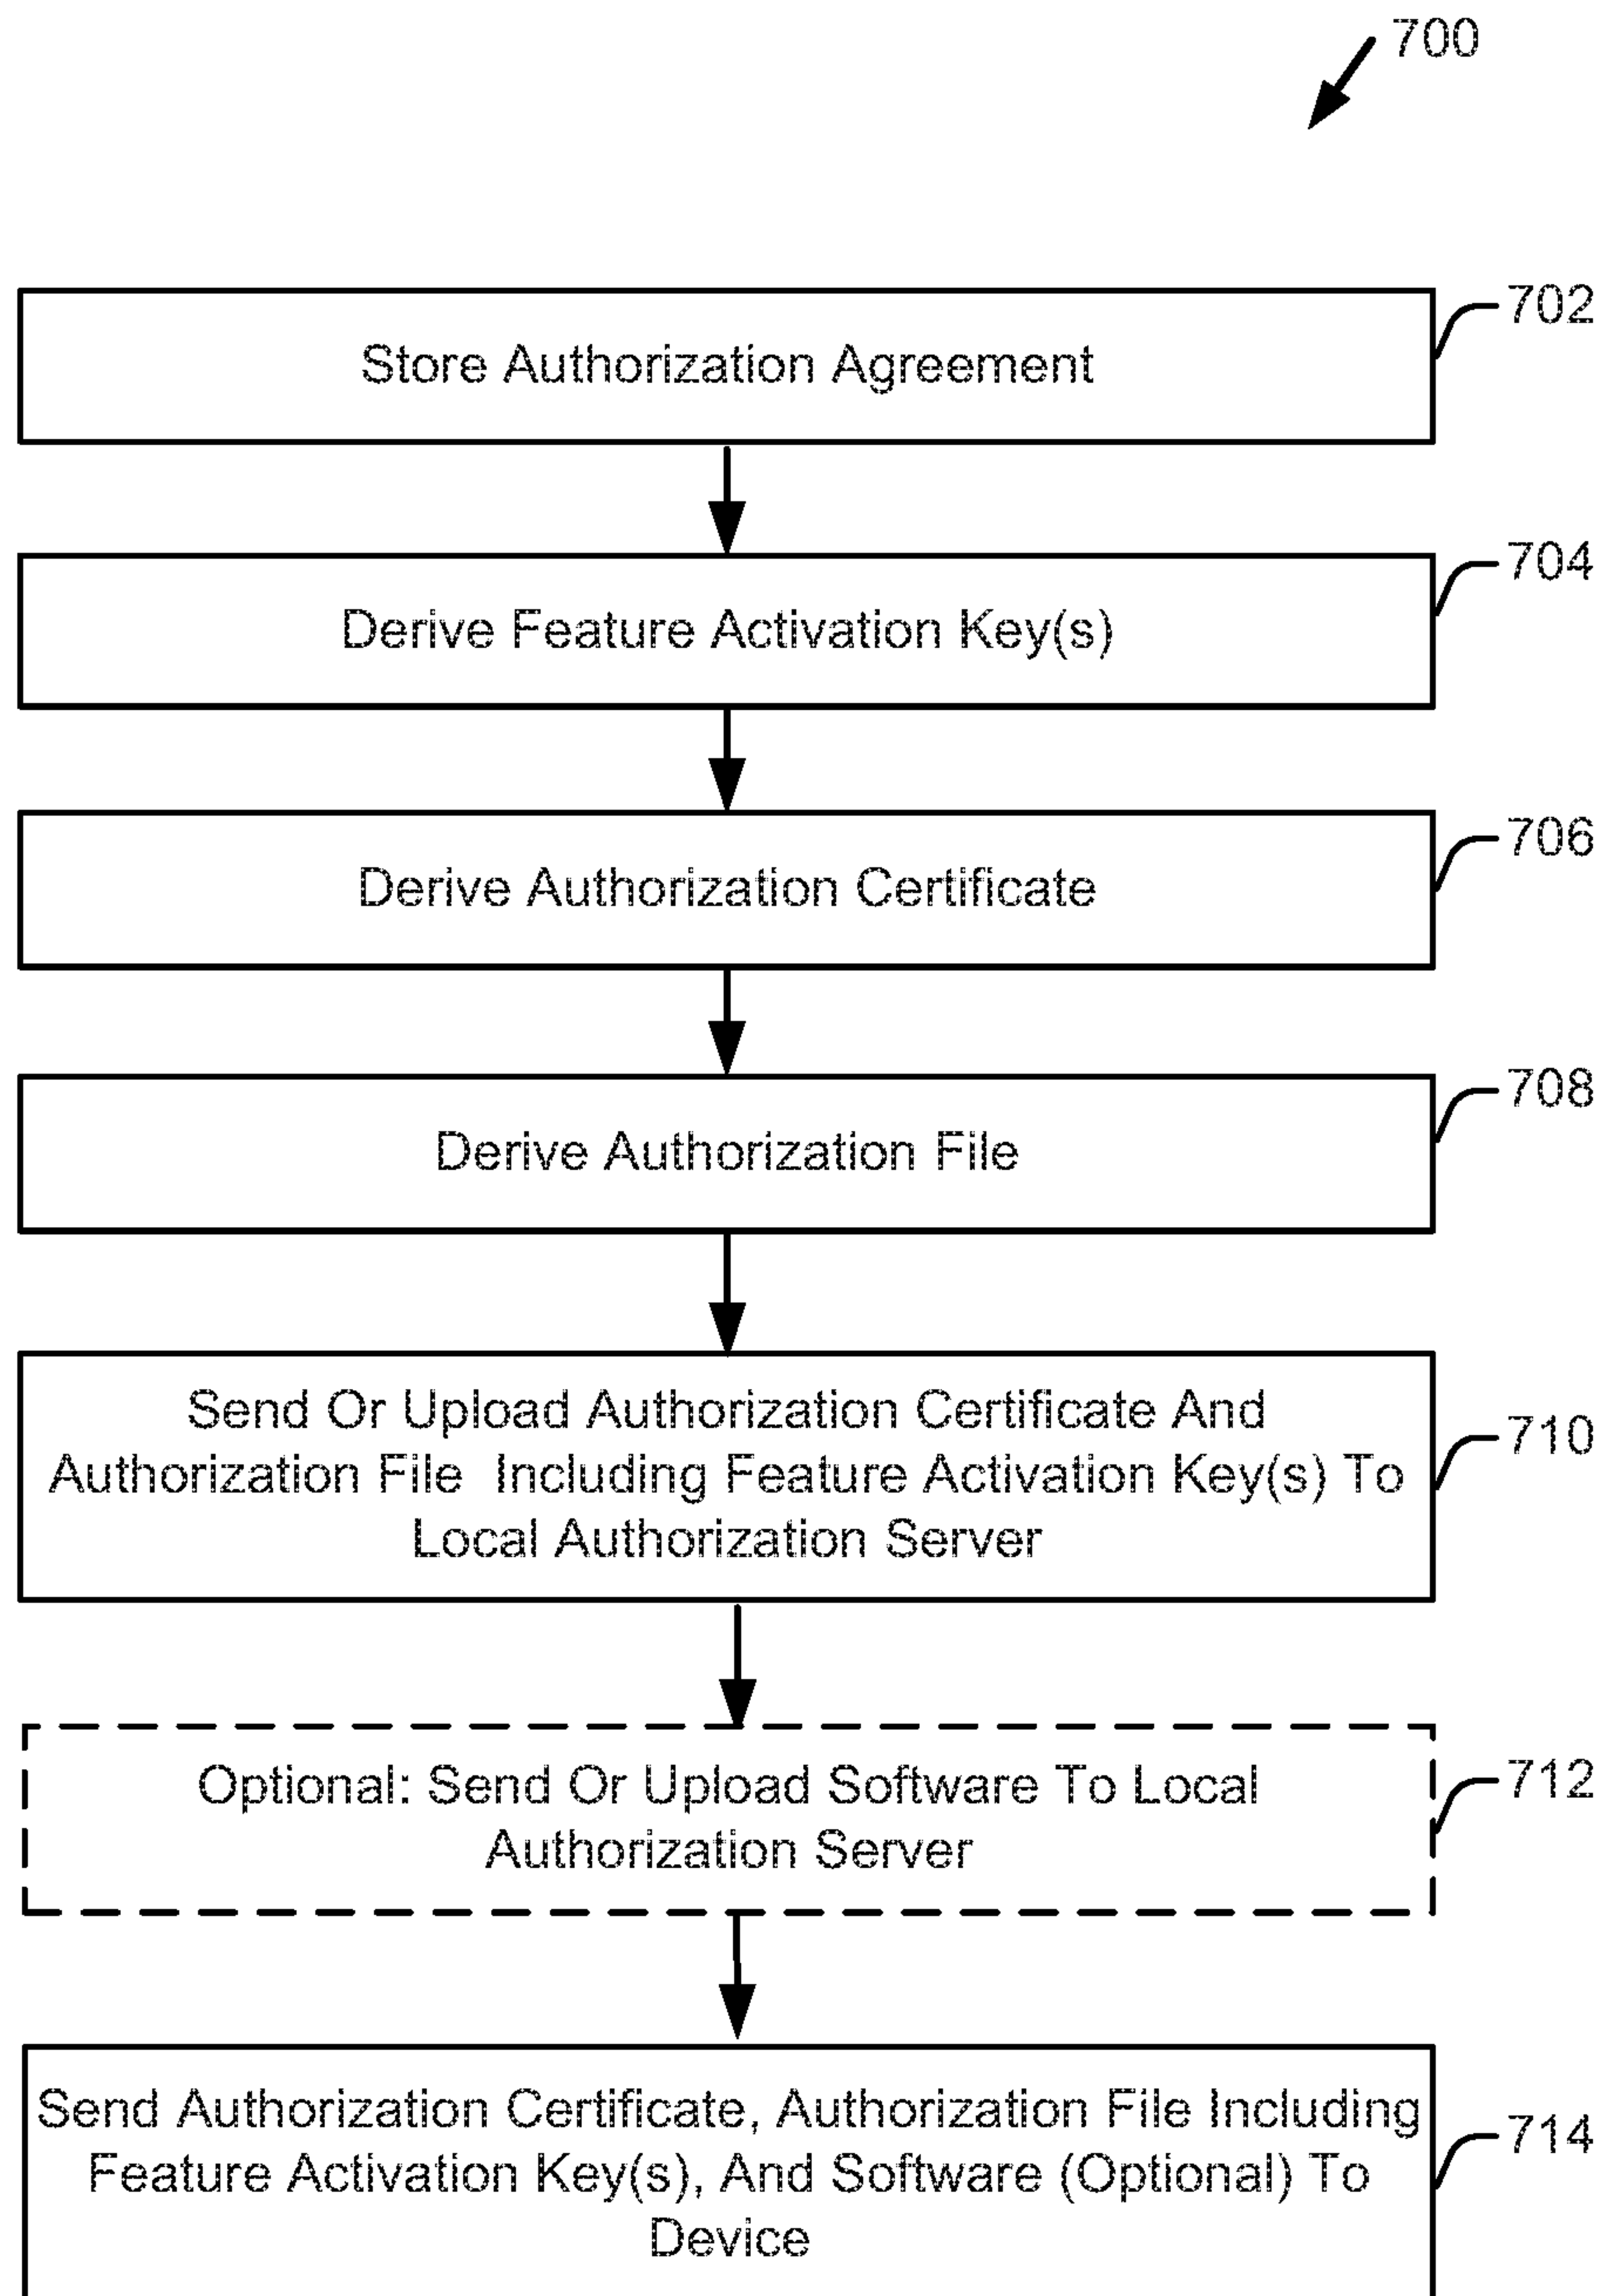 700
702
Store Authorization Agreement
704
Derive Feature Activation Key(s)
706
Derive Authorization Certificate
708
Derive Authorization File
Send Or Upload Authorization Certificate And
Authorization File Including Feature Activation Key(s) To
Local Authorization Server
710
Optional: Send Or Upload Software To Local
Authorization Server
712
Send Authorization Certificate, Authorization File Including
Feature Activation Key(s), And Software (Optional) To
Device
714